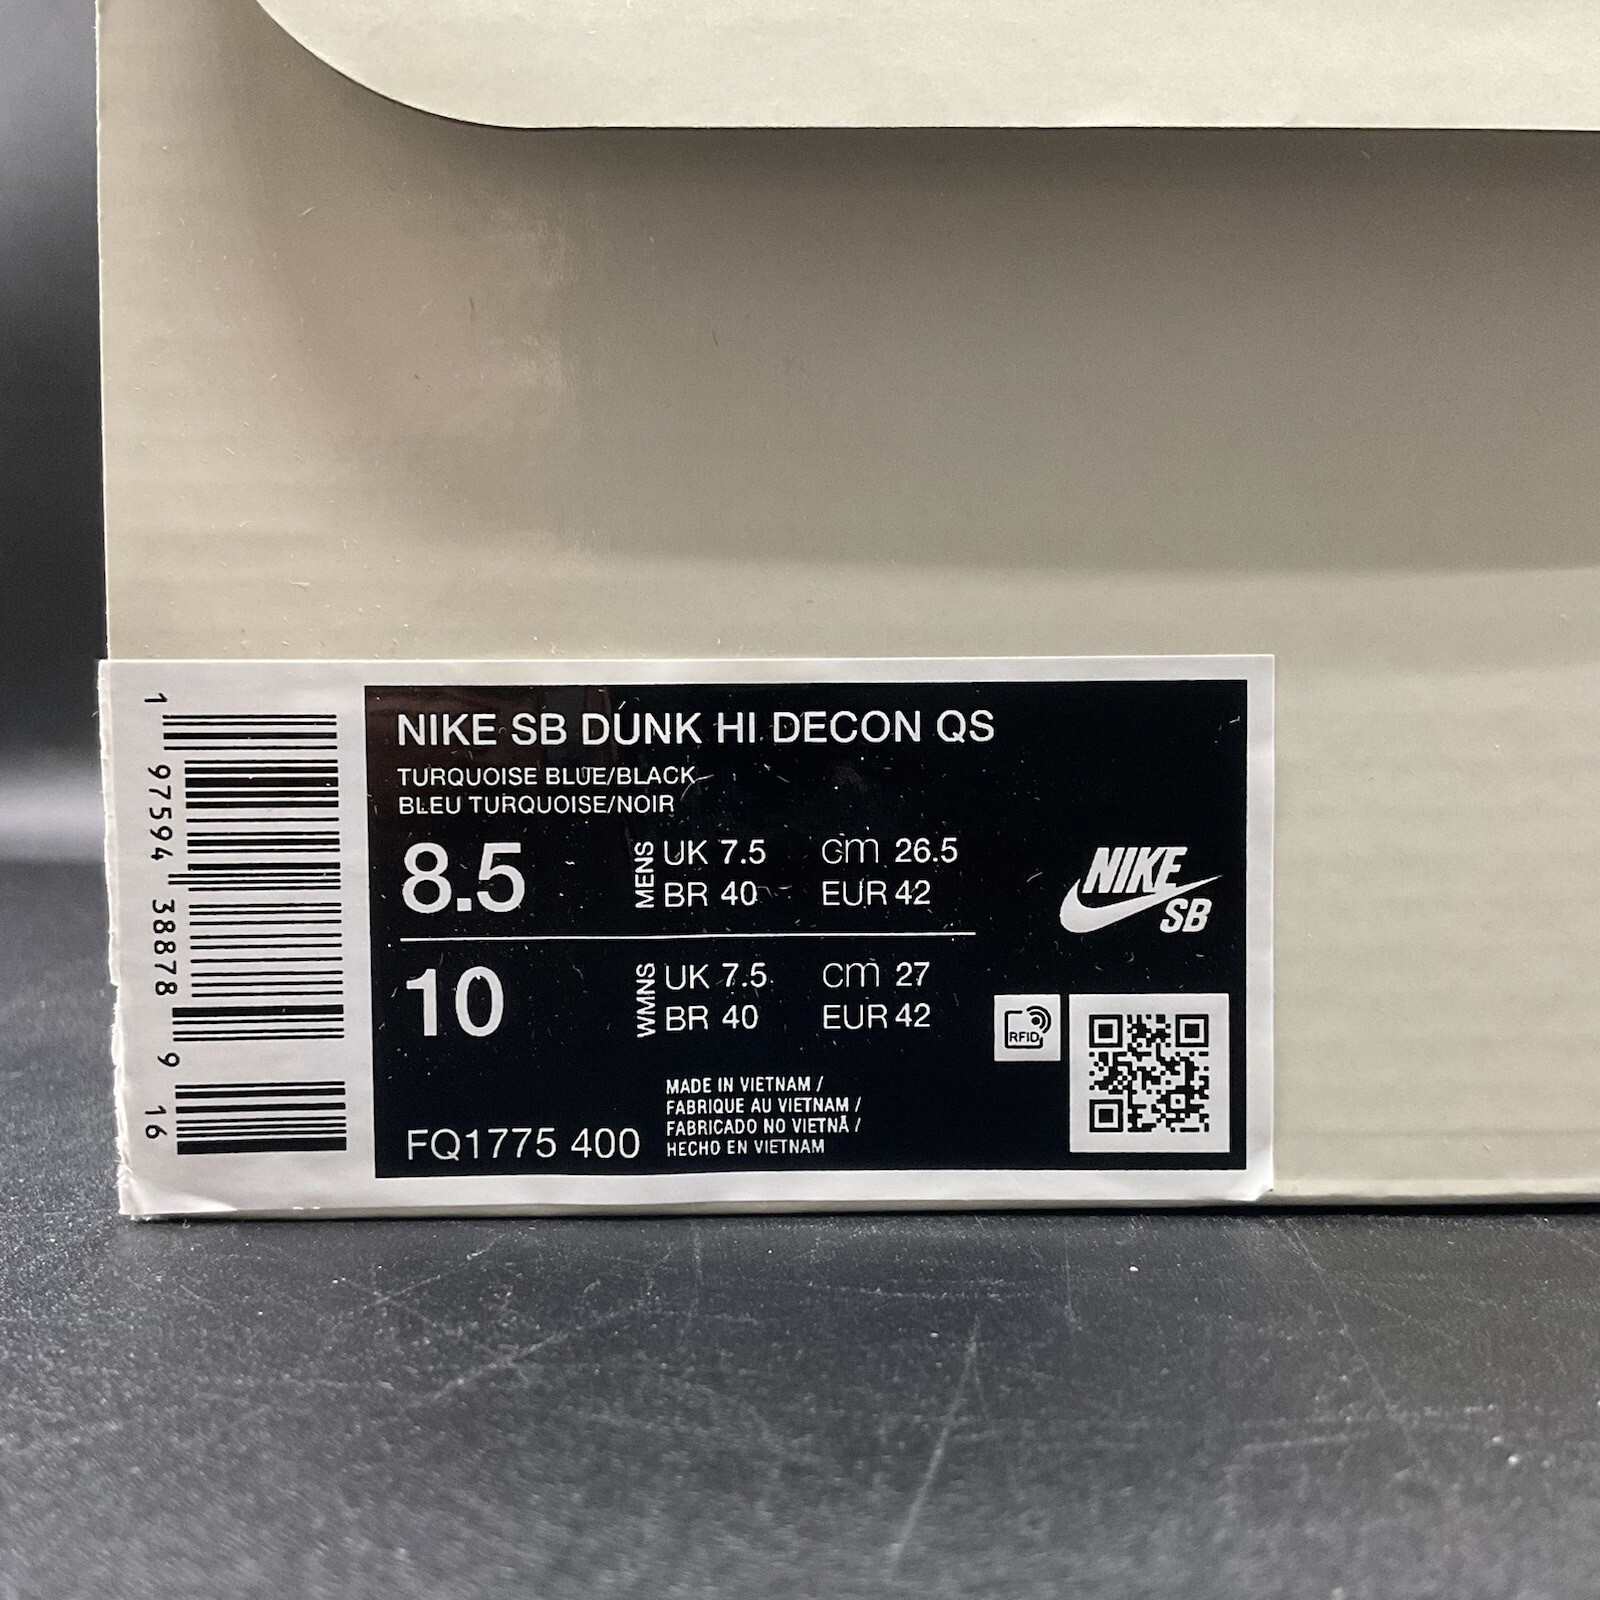 NIKE SB DUNK HI DECON QS
TURQUOISE BLUE/BLACK
BLEU TURQUOISE/NOIR
8.5
MENS
UK 7.5 cm 26.5
BR 40 EUR 42
10
WMNS
UK 7.5 cm 27
BR 40 EUR 42
NIKE
SB
RFID
FQ1775 400
MADE IN VIETNAM /
FABRIQUE AU VIETNAM /
FABRICADO NO VIETNÃ /
HECHO EN VIETNAM
1 97594 38878 9 16